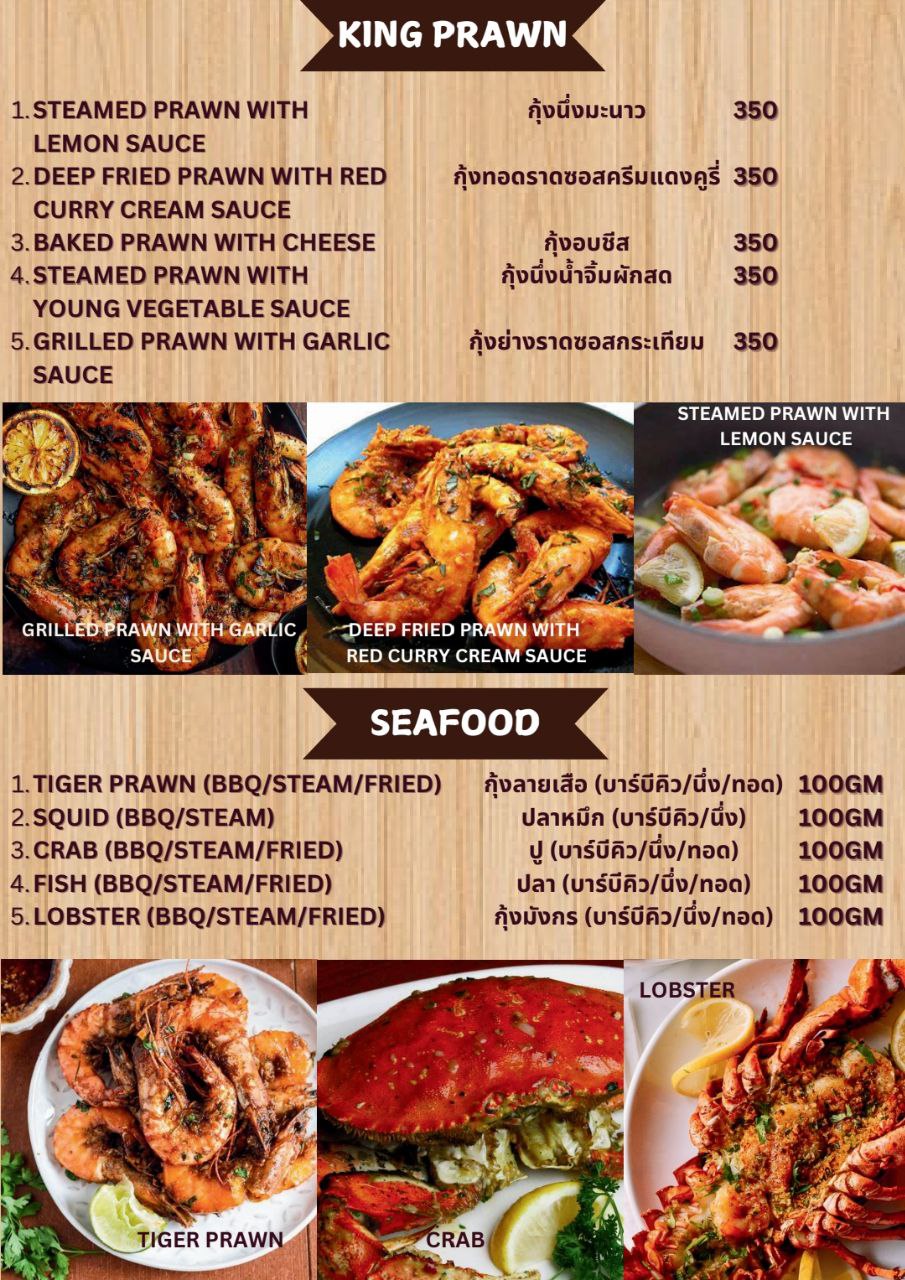 KING PRAWN
1. STEAMED PRAWN WITH LEMON SAUCE กุ้งนึ่งมะนาว 350
2. DEEP FRIED PRAWN WITH RED CURRY CREAM SAUCE กุ้งทอดราดซอสครีมแดงคูรี่ 350
3. BAKED PRAWN WITH CHEESE กุ้งอบชีส 350
4. STEAMED PRAWN WITH YOUNG VEGETABLE SAUCE กุ้งนึ่งน้ำจิ้มผักสด 350
5. GRILLED PRAWN WITH GARLIC SAUCE กุ้งย่างราดซอสกระเทียม 350
GRILLED PRAWN WITH GARLIC
SAUCE
DEEP FRIED PRAWN WITH
RED CURRY CREAM SAUCE
STEAMED PRAWN WITH
LEMON SAUCE
SEAFOOD
1. TIGER PRAWN (BBQ/STEAM/FRIED) กุ้งลายเสือ (บาร์บีคิว/นึ่ง/ทอด) 100GM
2. SQUID (BBQ/STEAM) ปลาหมึก (บาร์บีคิว/นึ่ง) 100GM
3. CRAB (BBQ/STEAM/FRIED) ปู (บาร์บีคิว/นึ่ง/ทอด) 100GM
4. FISH (BBQ/STEAM/FRIED) ปลา (บาร์บีคิว/นึ่ง/ทอด) 100GM
5. LOBSTER (BBQ/STEAM/FRIED) กุ้งมังกร (บาร์บีคิว/นึ่ง/ทอด) 100GM
TIGER PRAWN
CRAB
LOBSTER